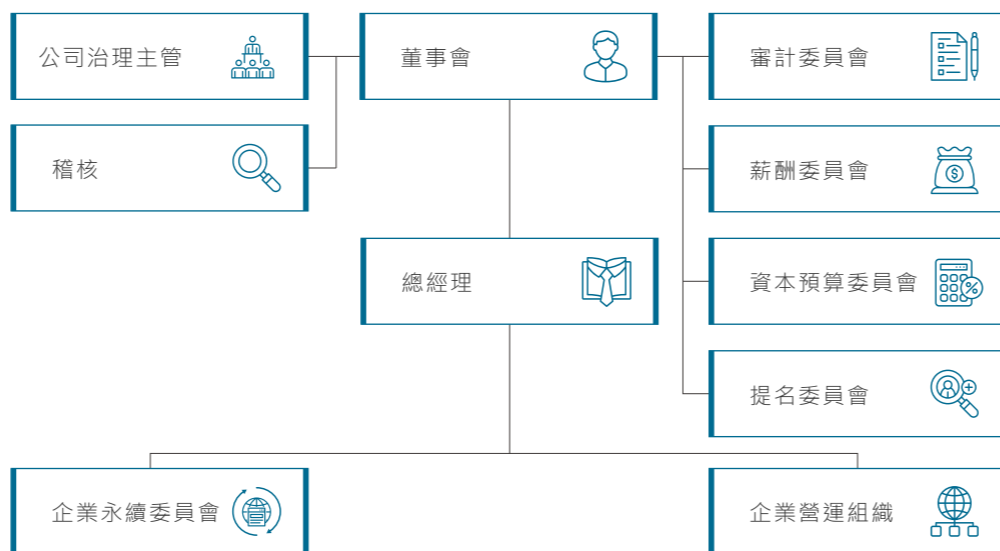 公司治理主管
董事會
審計委員會
稽核
薪酬委員會
總經理
資本預算委員會
提名委員會
企業永續委員會
企業營運組織